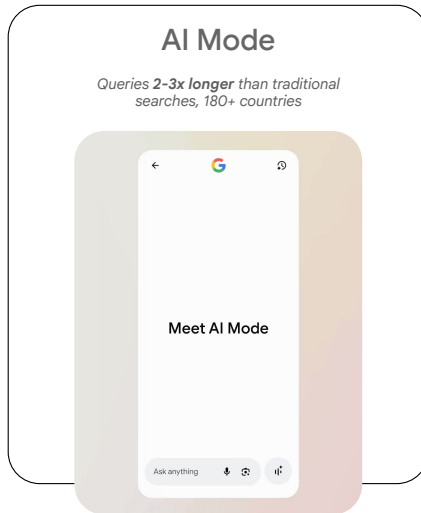 AI Mode
Queries 2-3x longer than traditional
searches, 180+ countries
Meet AI Mode
Ask anything